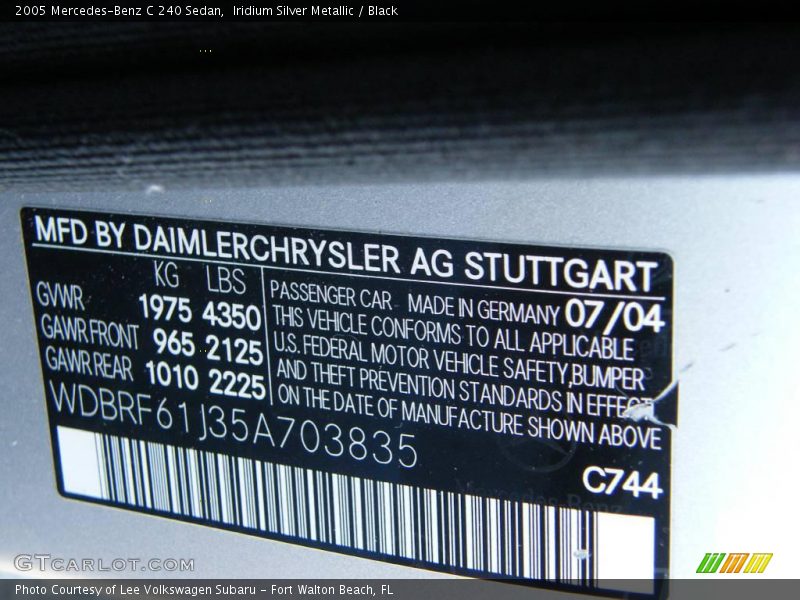 2005 Mercedes-Benz C 240 Sedan, Iridium Silver Metallic / Black
MFD BY DAIMLERCHRYSLER AG STUTTGART
KG LBS
GVWR 1975 4350
GAWR FRONT 965 2125
GAWR REAR 1010 2225
PASSENGER CAR MADE IN GERMANY 07/04
THIS VEHICLE CONFORMS TO ALL APPLICABLE
U.S. FEDERAL MOTOR VEHICLE SAFETY, BUMPER
AND THEFT PREVENTION STANDARDS IN EFFECT
ON THE DATE OF MANUFACTURE SHOWN ABOVE
WDBRF61J35A703835
C744
GTCARLOT.COM
Photo Courtesy of Lee Volkswagen Subaru - Fort Walton Beach, FL